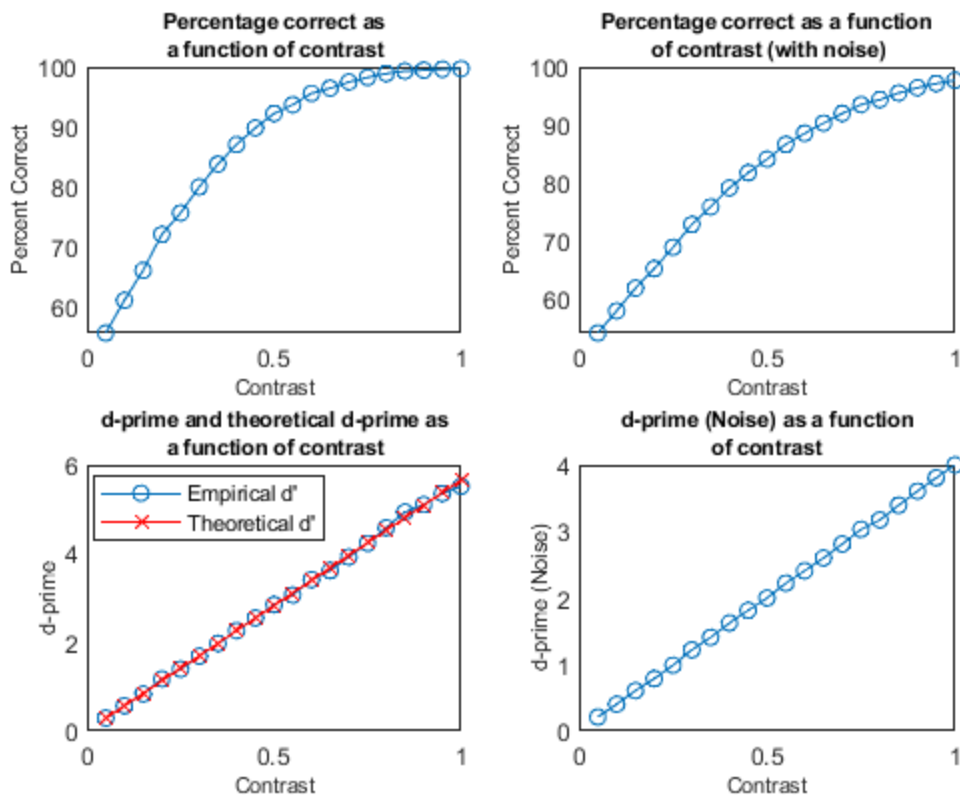 Percentage correct as
a function of contrast
100
90
80
70
60
Percent Correct
0
0.5
1
Contrast
Percentage correct as a function
of contrast (with noise)
100
90
80
70
60
Percent Correct
0
0.5
1
Contrast
d-prime and theoretical d-prime as
a function of contrast
6
4
2
0
d-prime
Empirical d'
Theoretical d'
0
0.5
1
Contrast
d-prime (Noise) as a function
of contrast
4
3
2
1
0
d-prime (Noise)
0
0.5
1
Contrast